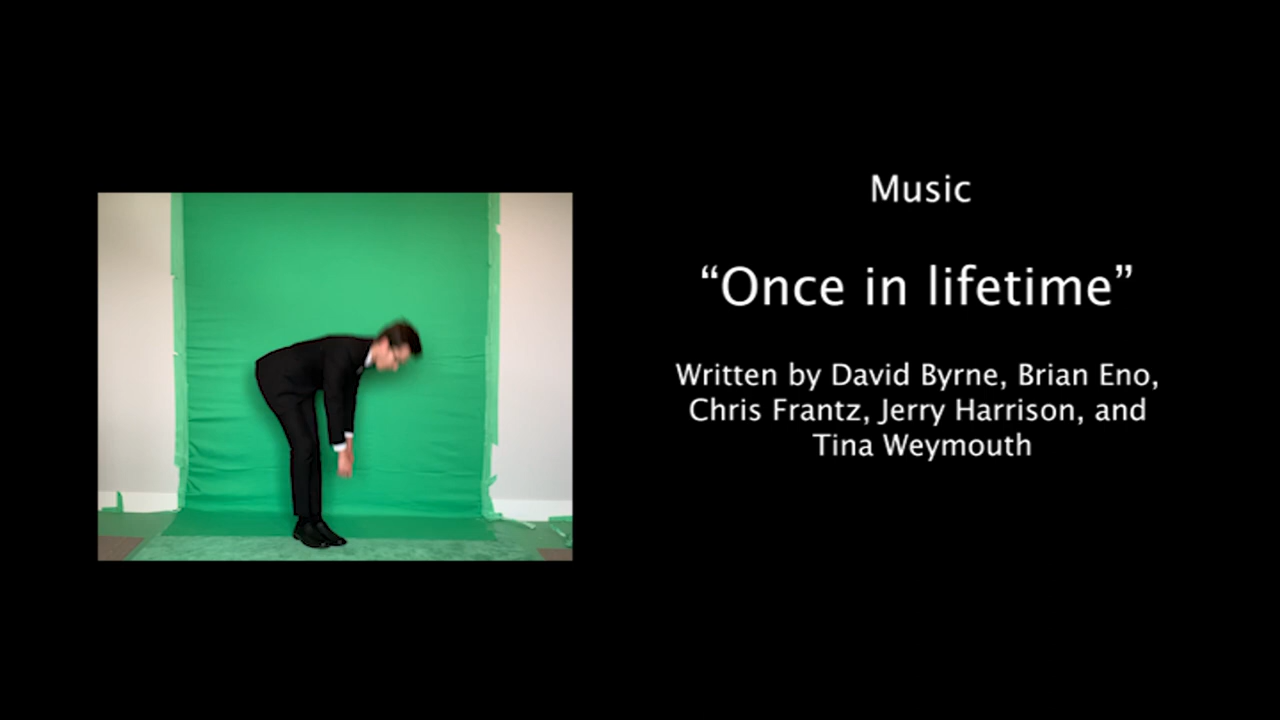 Music
“Once in lifetime”
Written by David Byrne, Brian Eno,
Chris Frantz, Jerry Harrison, and
Tina Weymouth